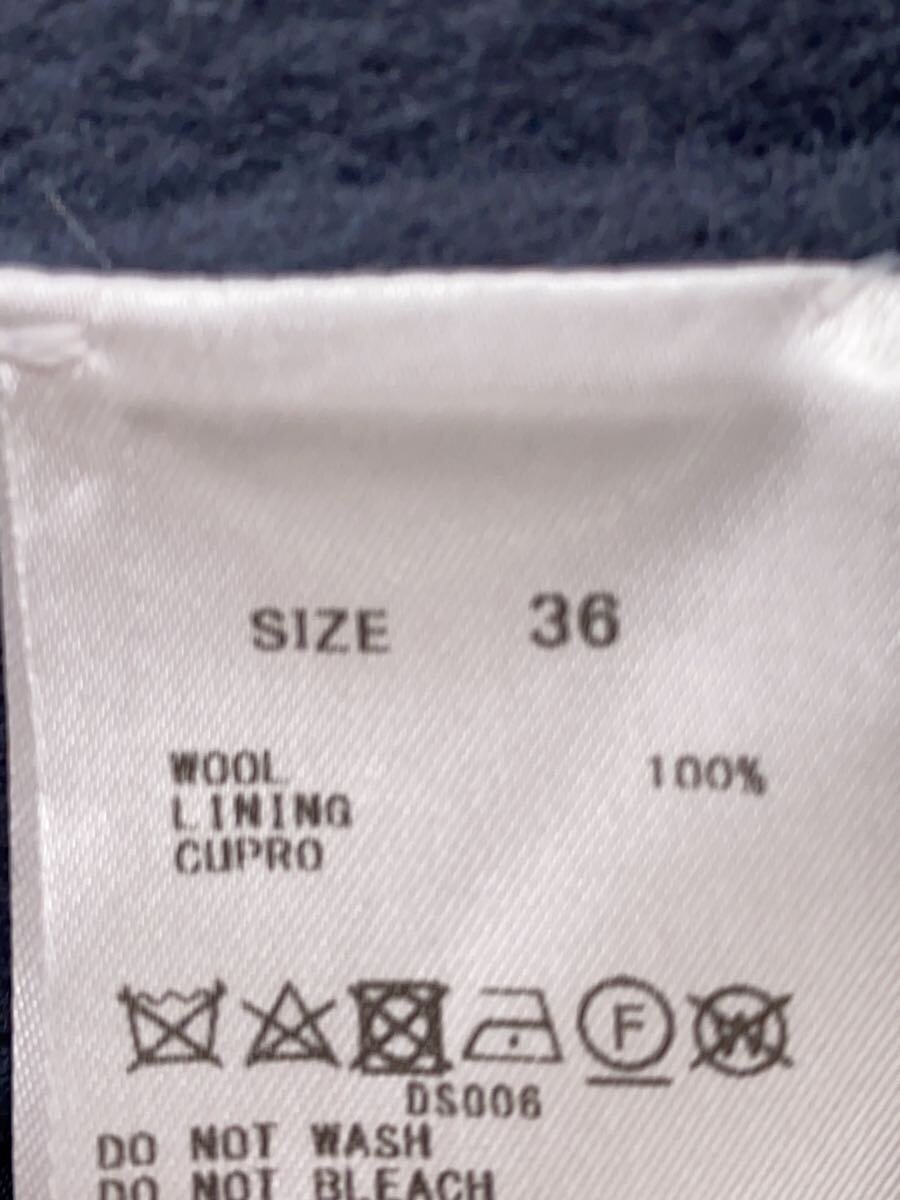 SIZE 36
WOOL 100%
LINING
CUPRO
F W
DS006
DO NOT WASH
DO NOT BLEACH